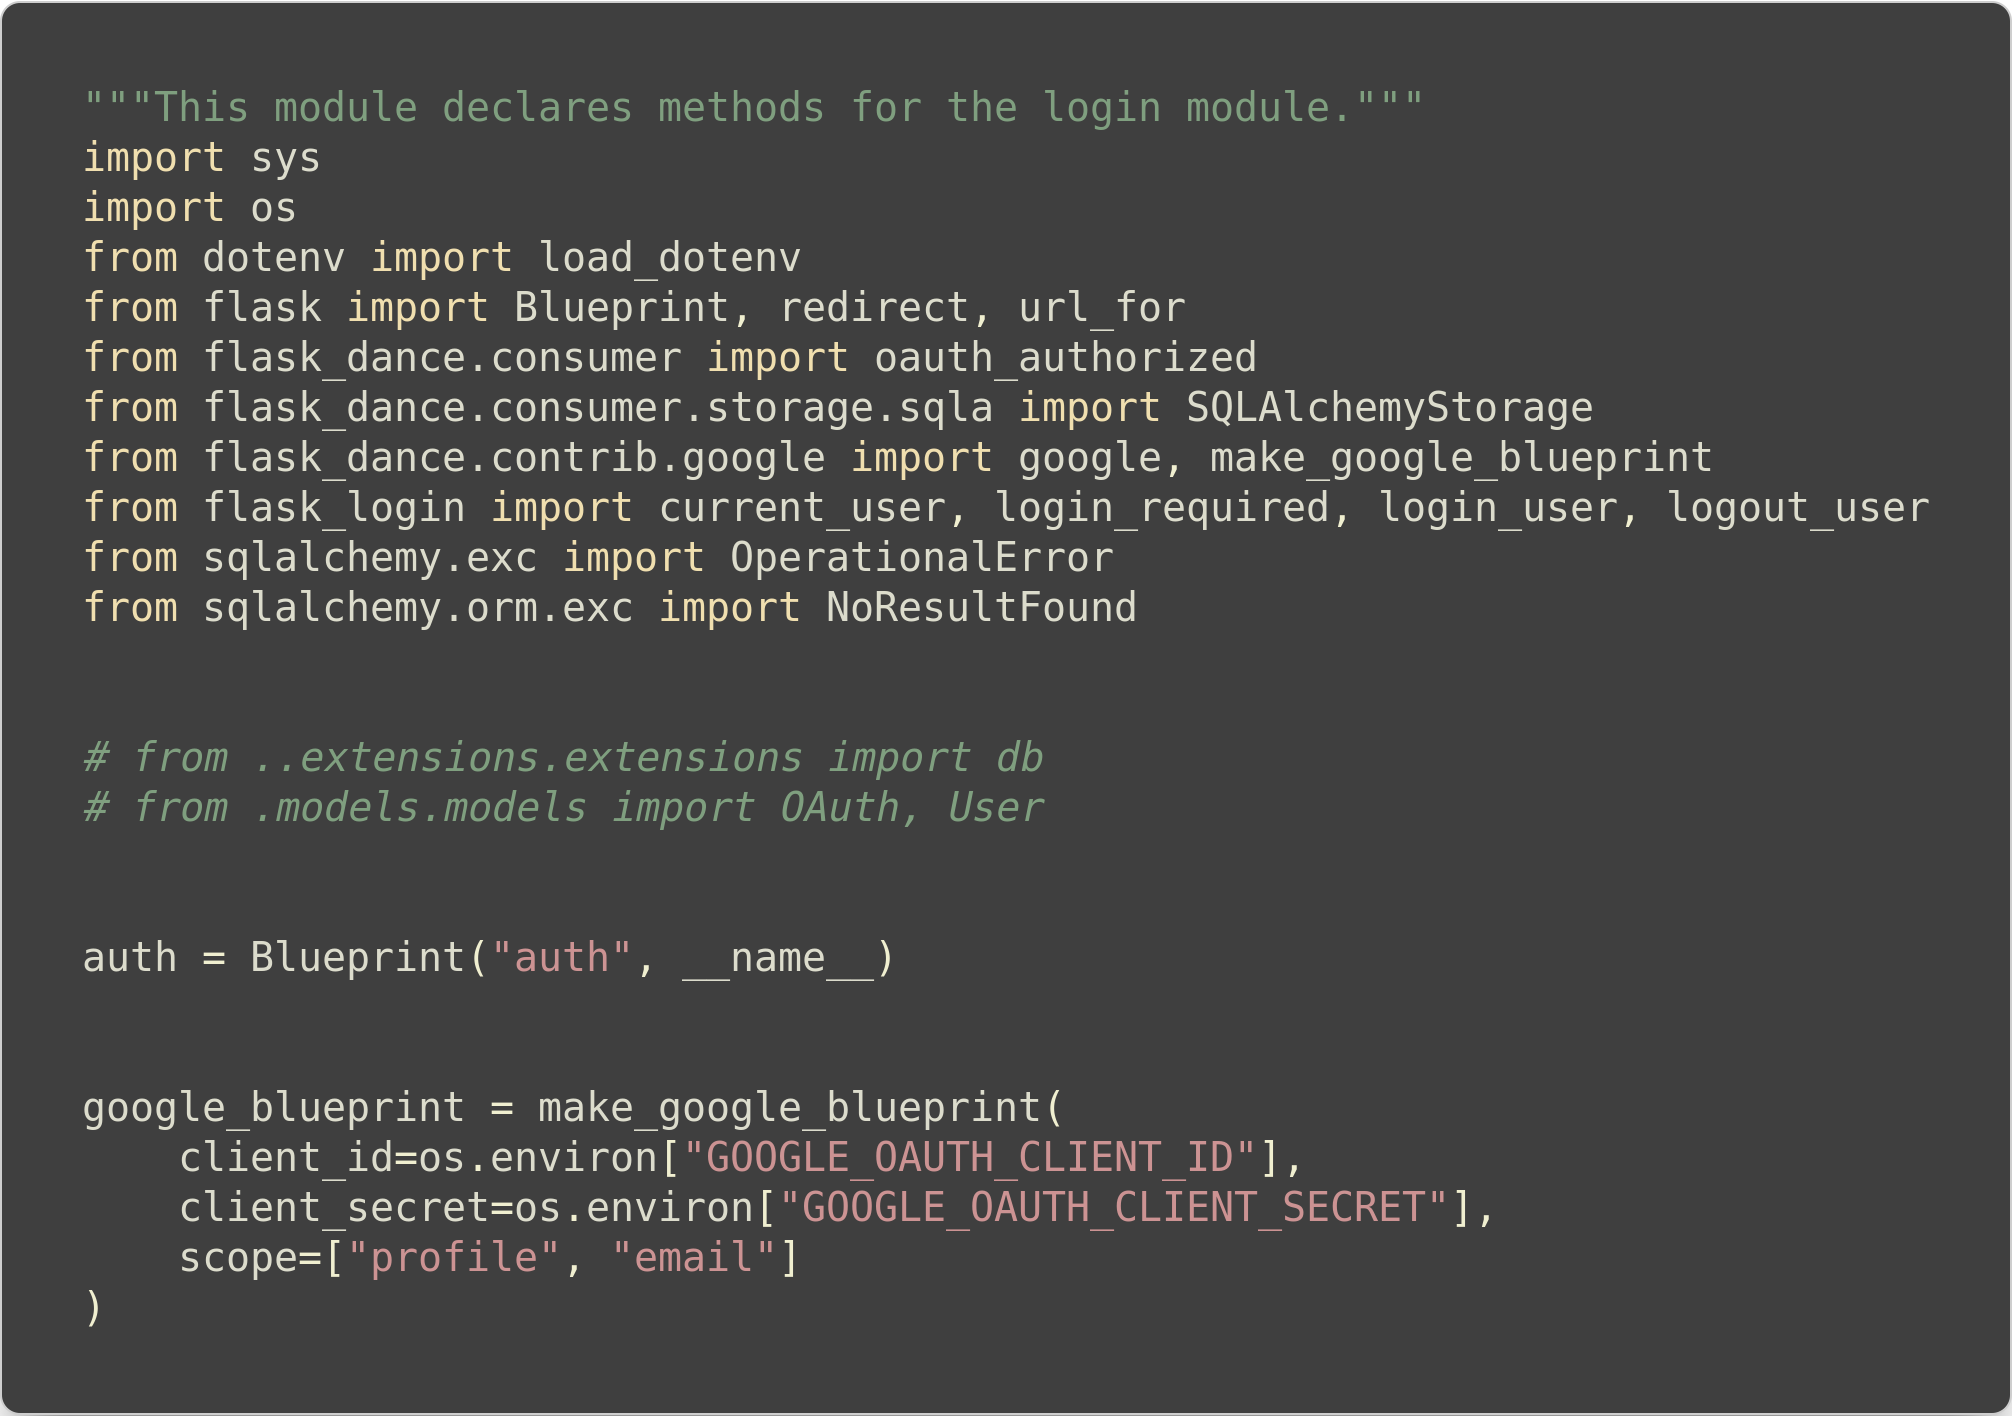 """This module declares methods for the login module."""
import sys
import os
from dotenv import load_dotenv
from flask import Blueprint, redirect, url_for
from flask_dance.consumer import oauth_authorized
from flask_dance.consumer.storage.sqla import SQLAlchemyStorage
from flask_dance.contrib.google import google, make_google_blueprint
from flask_login import current_user, login_required, login_user, logout_user
from sqlalchemy.exc import OperationalError
from sqlalchemy.orm.exc import NoResultFound
# from ..extensions.extensions import db
# from .models.models import OAuth, User
auth = Blueprint("auth", __name__)
google_blueprint = make_google_blueprint(
    client_id=os.environ["GOOGLE_OAUTH_CLIENT_ID"],
    client_secret=os.environ["GOOGLE_OAUTH_CLIENT_SECRET"],
    scope=["profile", "email"]
)